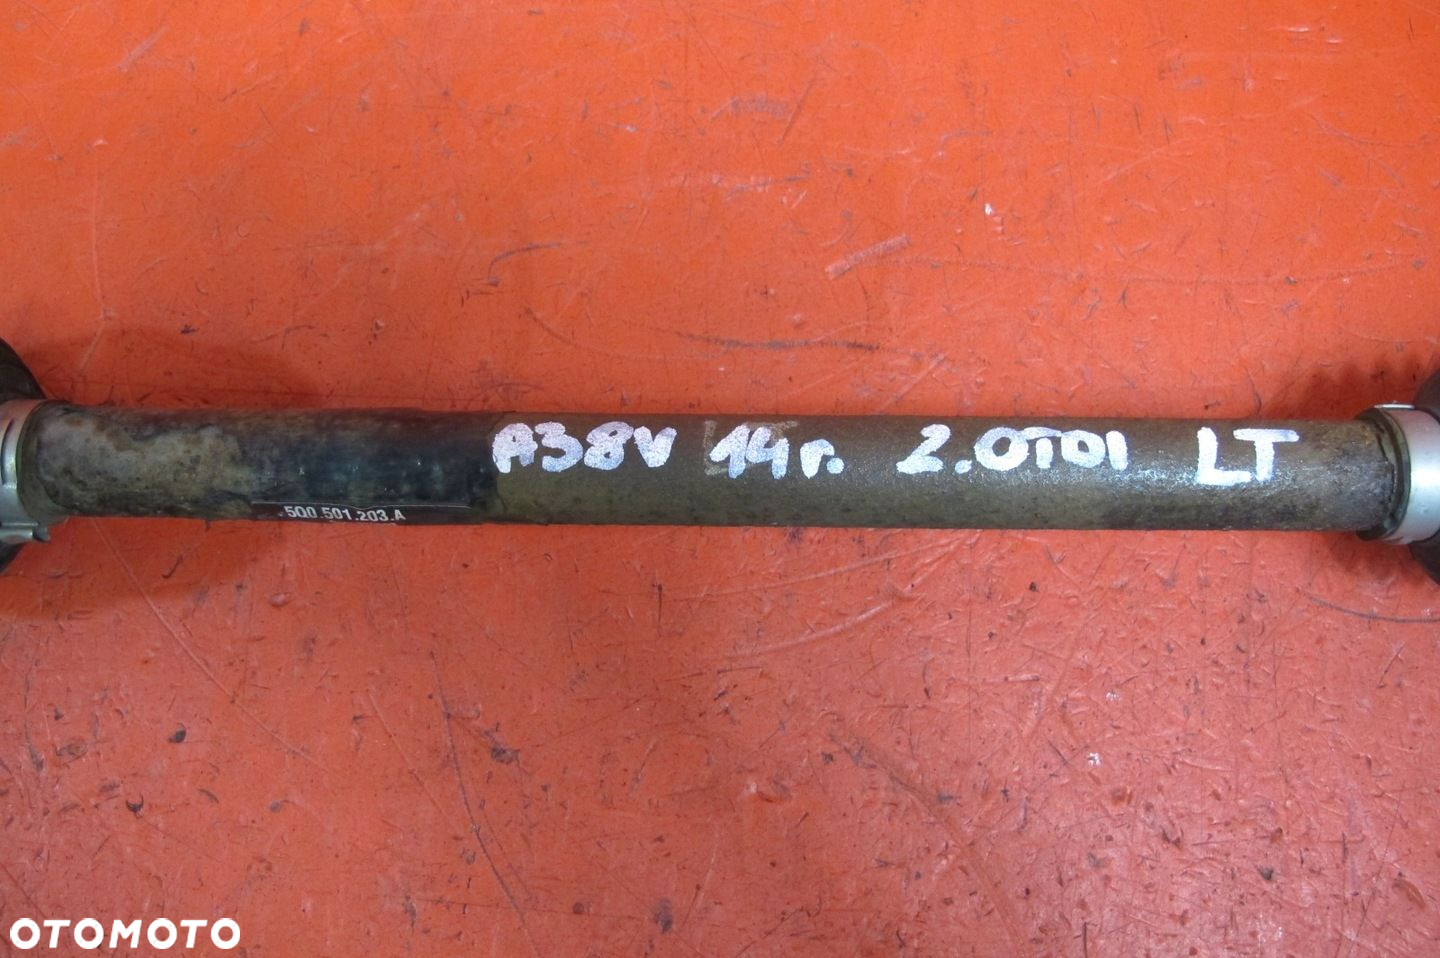 A38V 14r. 2.0TDI LT
5Q0.501.203.A
OTOMOTO